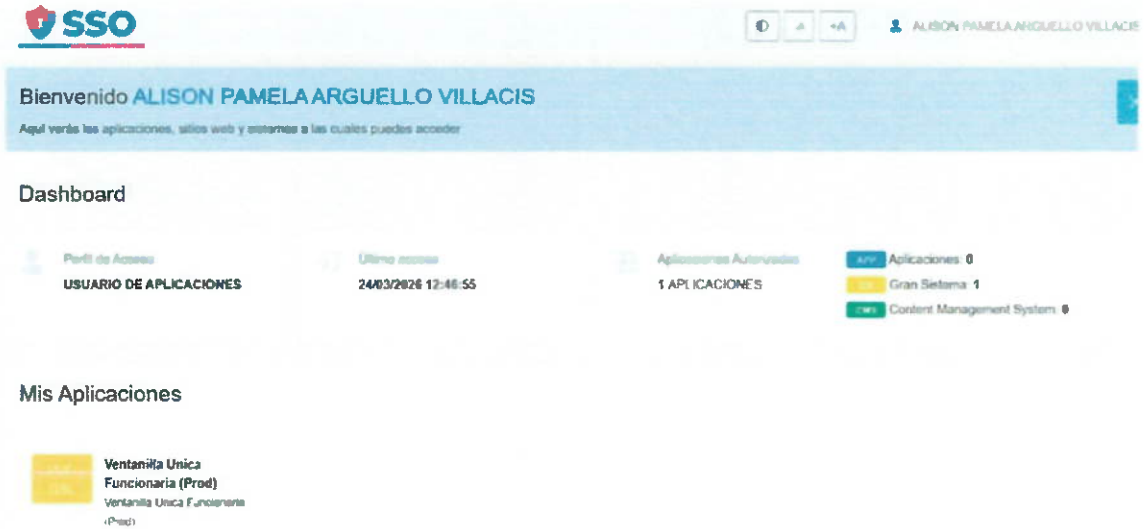 SSO
-A
+A
ALISON PAMELA ARGUELLO VILLACIS
Bienvenido ALISON PAMELA ARGUELLO VILLACIS
Aquí verás las aplicaciones, sitios web y sistemas a las cuales puedes acceder
Dashboard
Perfil de Acceso
USUARIO DE APLICACIONES
Último acceso
24/03/2026 12:46:55
Aplicaciones Autorizadas
1 APLICACIONES
APP Aplicaciones: 0
Gran Sistema: 1
CMS Content Management System: 0
Mis Aplicaciones
Ventanilla Unica
Funcionaria (Prod)
Ventanilla Unica Funcionaria
(Prod)